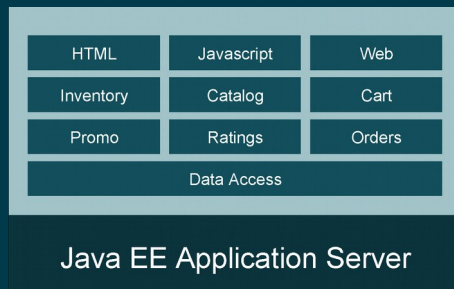 HTML Javascript Web
Inventory Catalog Cart
Promo Ratings Orders
Data Access
Java EE Application Server